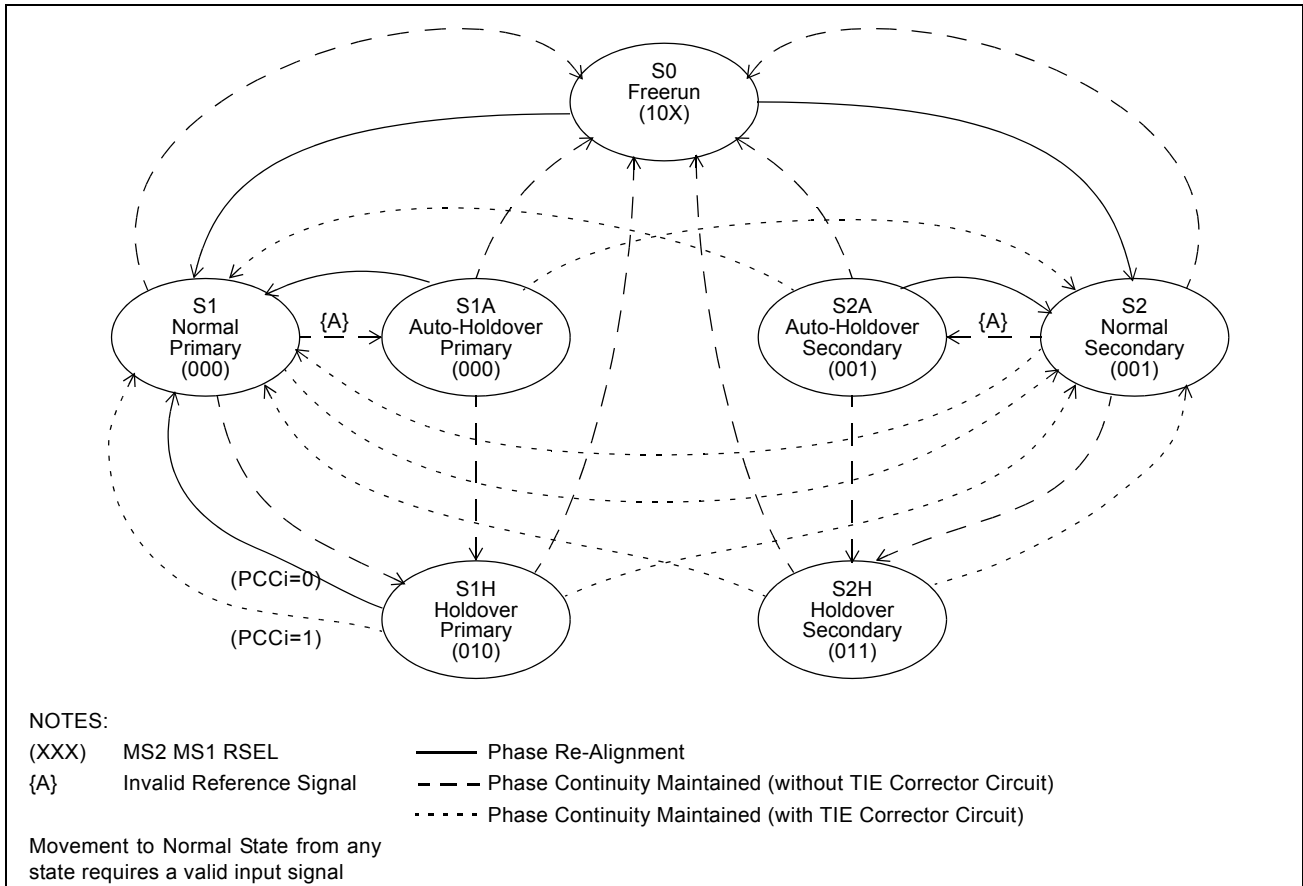 S0
Freerun
(10X)
S1
Normal
Primary
(000)
{A}
S1A
Auto-Holdover
Primary
(000)
S2A
Auto-Holdover
Secondary
(001)
{A}
S2
Normal
Secondary
(001)
(PCCi=0)
(PCCi=1)
S1H
Holdover
Primary
(010)
S2H
Holdover
Secondary
(011)
NOTES:
(XXX) MS2 MS1 RSEL
{A} Invalid Reference Signal
Phase Re-Alignment
Phase Continuity Maintained (without TIE Corrector Circuit)
Phase Continuity Maintained (with TIE Corrector Circuit)
Movement to Normal State from any
state requires a valid input signal